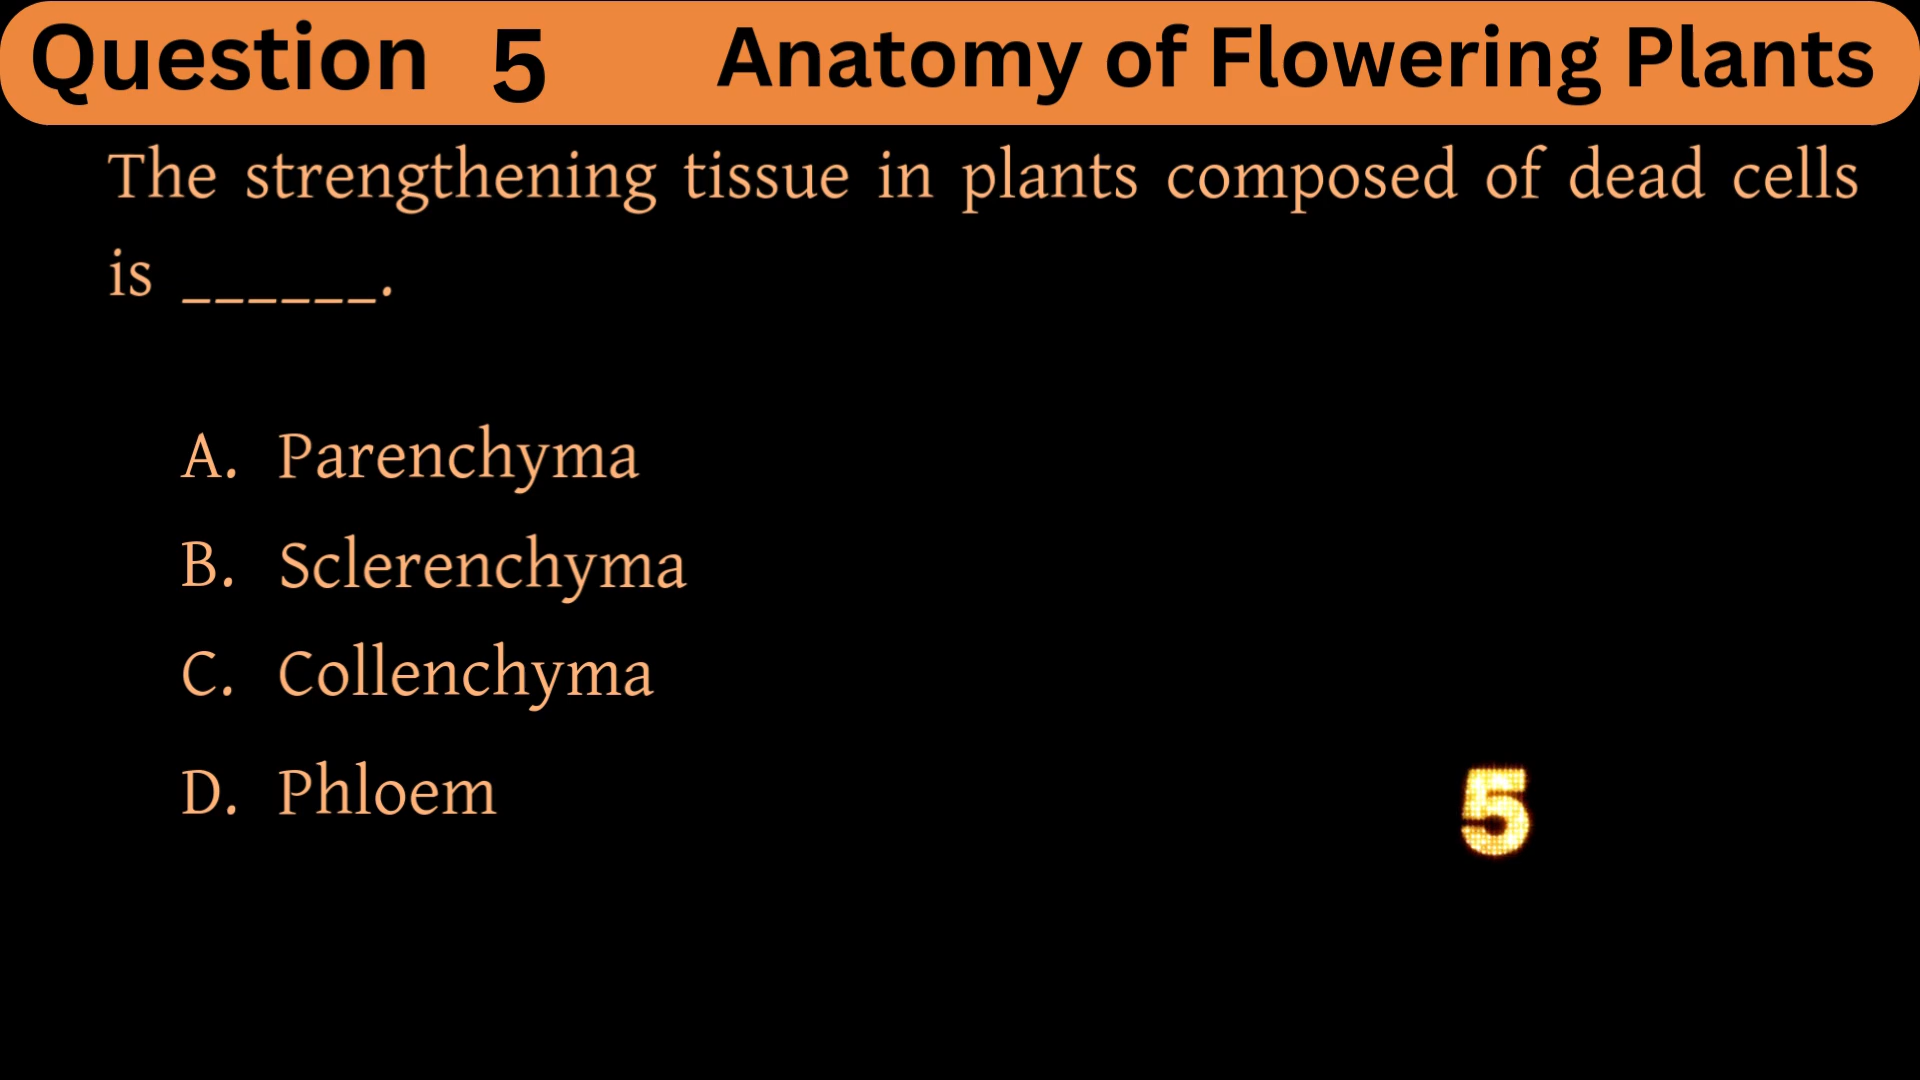 Question 5 Anatomy of Flowering Plants
The strengthening tissue in plants composed of dead cells
is ______.
A. Parenchyma
B. Sclerenchyma
C. Collenchyma
D. Phloem
5